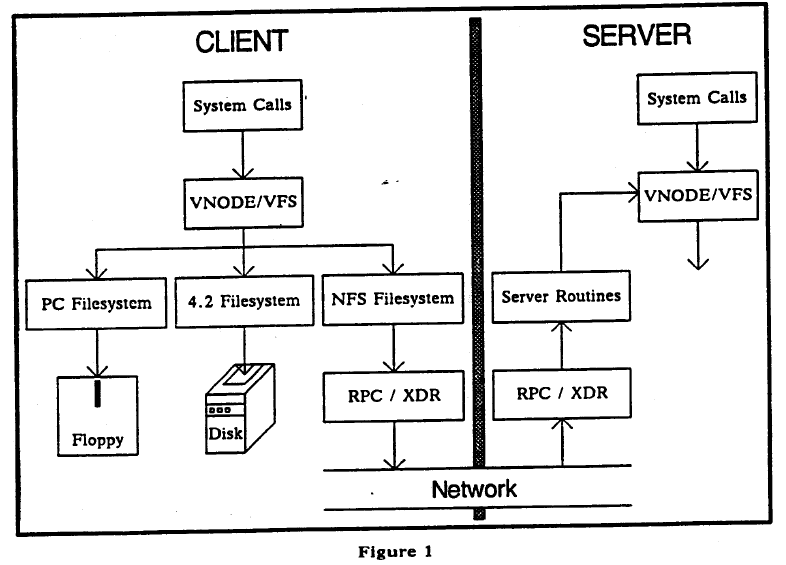 CLIENT
SERVER
System Calls
System Calls
VNODE/VFS
VNODE/VFS
PC Filesystem
4.2 Filesystem
NFS Filesystem
Server Routines
Floppy
Disk
RPC / XDR
RPC / XDR
Network
Figure 1